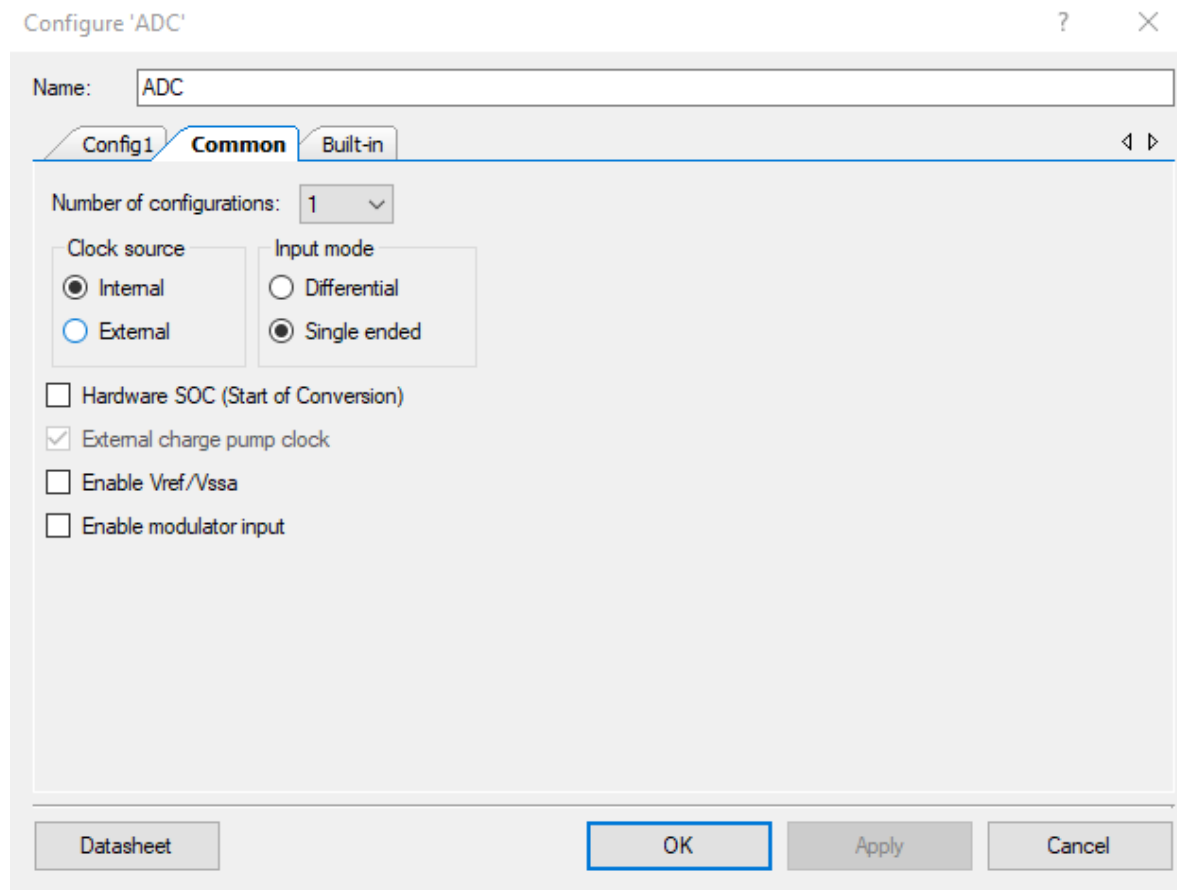 Configure 'ADC' ?
Name: ADC
Config1 Common Built-in
Number of configurations: 1
Clock source Input mode
Internal Differential
External Single ended
Hardware SOC (Start of Conversion)
External charge pump clock
Enable Vref/Vssa
Enable modulator input
Datasheet OK Apply Cancel